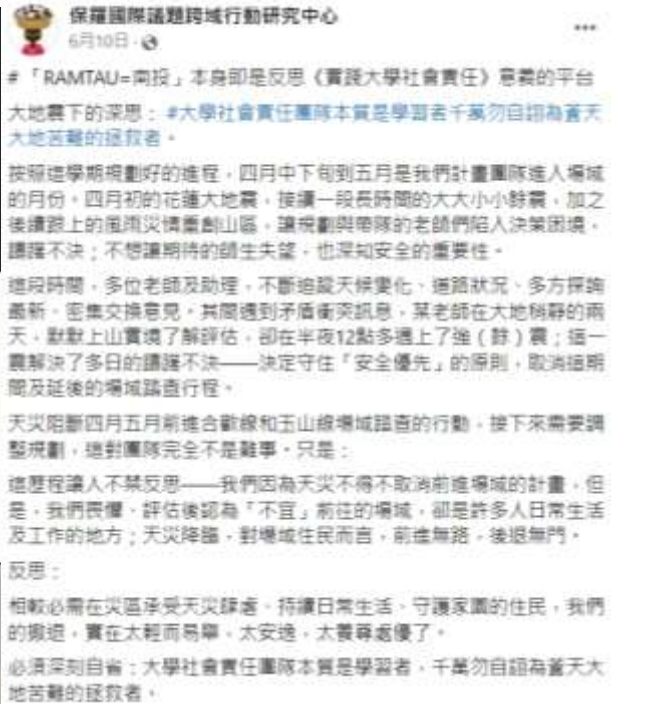 保羅國際議題跨域行動研究中心
6月10日
#「RAMTAU=南投」本身即是反思《實踐大學社會責任》意義的平台
大地震下的深思： #大學社會責任團隊本質是學習者千萬勿自詡為蒼天
大地苦難的拯救者。
按照這學期規劃好的進程，四月中下旬到五月是我們計畫團隊進入場域
的月份。四月初的花蓮大地震，接續一段長時間的大大小小餘震，加之
後續跟上的風雨災情重創山區，讓規劃與帶隊的老師們陷入決策困境，
躊躇不決；不想讓期待的師生失望，也深知安全的重要性。
這段時間，多位老師及助理，不斷追蹤天候變化、道路狀況、多方探詢
最新、密集交換意見。其間遇到矛盾衝突訊息，某老師在大地稍靜的兩
天，默默上山實境了解評估，卻在半夜12點多遇上了強（餘）震；這一
震解決了多日的躊躇不決——決定守住「安全優先」的原則，取消這期
間及延後的場域踏查行程。
天災阻斷四月五月前進合歡線和玉山線場域踏查的行動，接下來需要調
整規劃，這對團隊完全不是難事。只是：
這歷程讓人不禁反思——我們因為天災不得不取消前進場域的計畫，但
是，我們畏懼、評估後認為「不宜」前往的場域，卻是許多人日常生活
及工作的地方；天災降臨，對場域住民而言，前進無路，後退無門。
反思：
相較必需在災區承受天災肆虐、持續日常生活、守護家園的住民，我們
的撤退，實在太輕而易舉、太安逸，太養尊處優了。
必須深刻自省：大學社會責任團隊本質是學習者，千萬勿自詡為蒼天大
地苦難的拯救者。